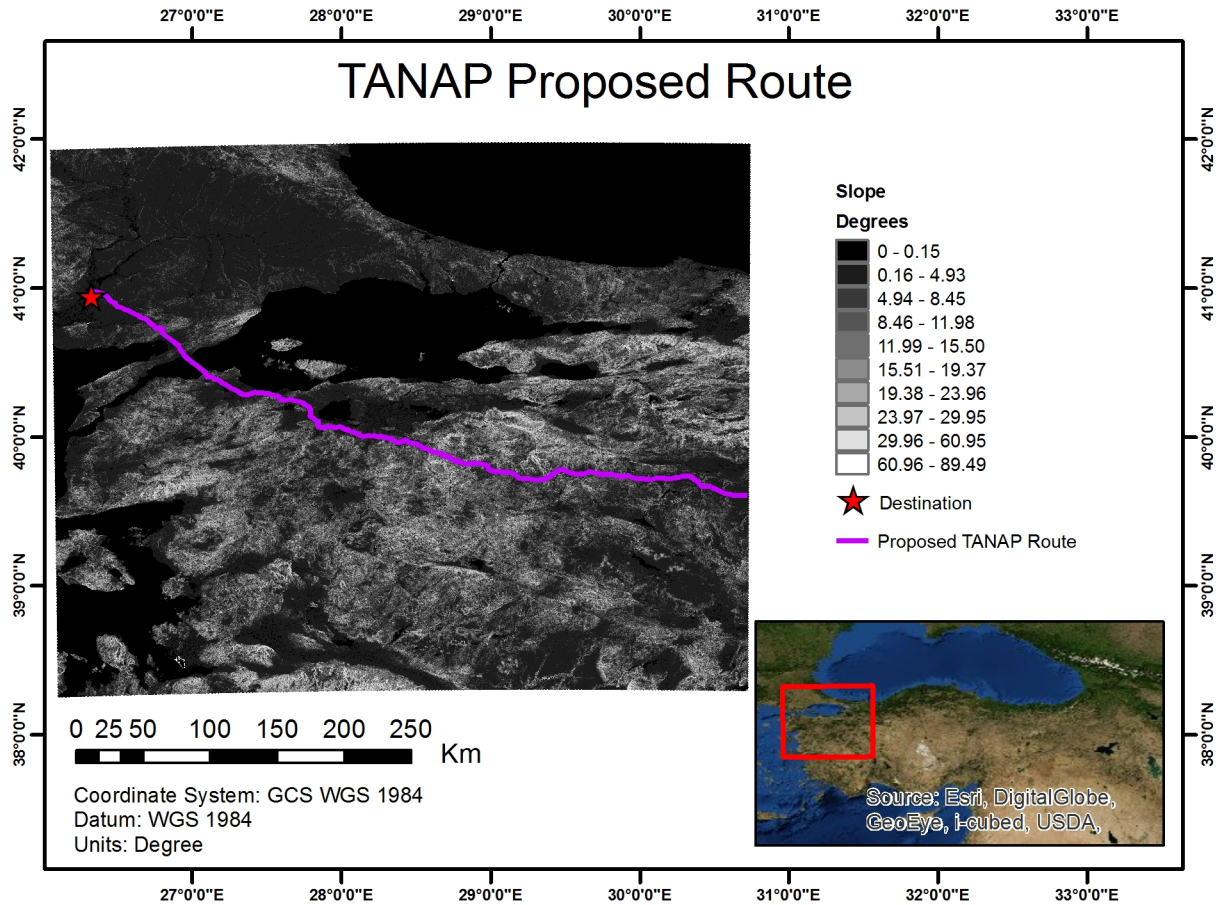 27°0'0"E 28°0'0"E 29°0'0"E 30°0'0"E 31°0'0"E 32°0'0"E 33°0'0"E
TANAP Proposed Route
42°0'0"N 42°0'0"N
41°0'0"N 41°0'0"N
40°0'0"N 40°0'0"N
39°0'0"N 39°0'0"N
38°0'0"N 38°0'0"N
Slope
Degrees
0 - 0.15
0.16 - 4.93
4.94 - 8.45
8.46 - 11.98
11.99 - 15.50
15.51 - 19.37
19.38 - 23.96
23.97 - 29.95
29.96 - 60.95
60.96 - 89.49
Destination
Proposed TANAP Route
0 25 50 100 150 200 250
Km
Coordinate System: GCS WGS 1984
Datum: WGS 1984
Units: Degree
Source: Esri, DigitalGlobe,
GeoEye, i-cubed, USDA,
27°0'0"E 28°0'0"E 29°0'0"E 30°0'0"E 31°0'0"E 32°0'0"E 33°0'0"E